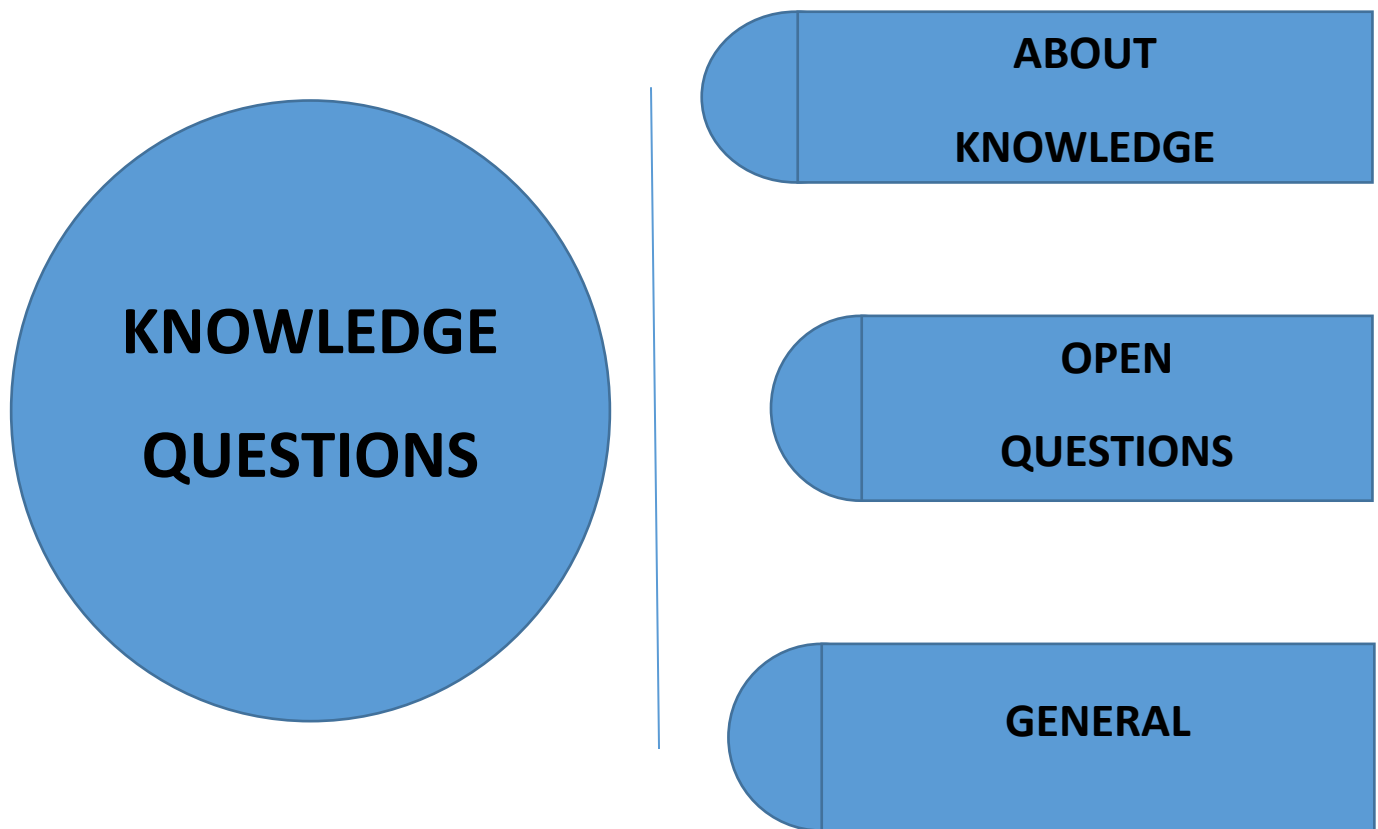 KNOWLEDGE
QUESTIONS
ABOUT
KNOWLEDGE
OPEN
QUESTIONS
GENERAL